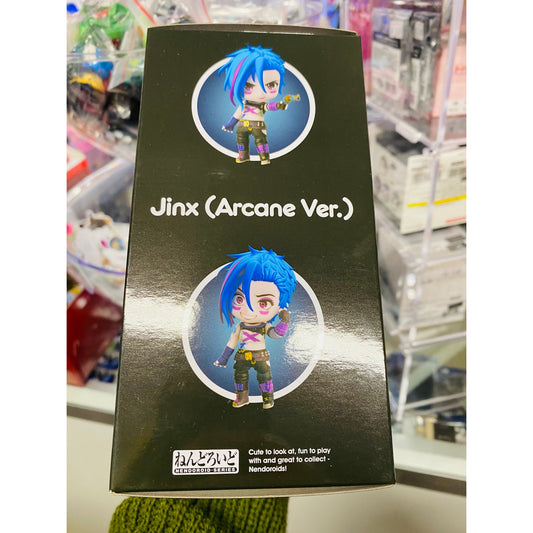 Jinx (Arcane Ver.)
ねんどろいど
NENDOROID SERIES
Cute to look at, fun to play
with and great to collect -
Nendoroids!